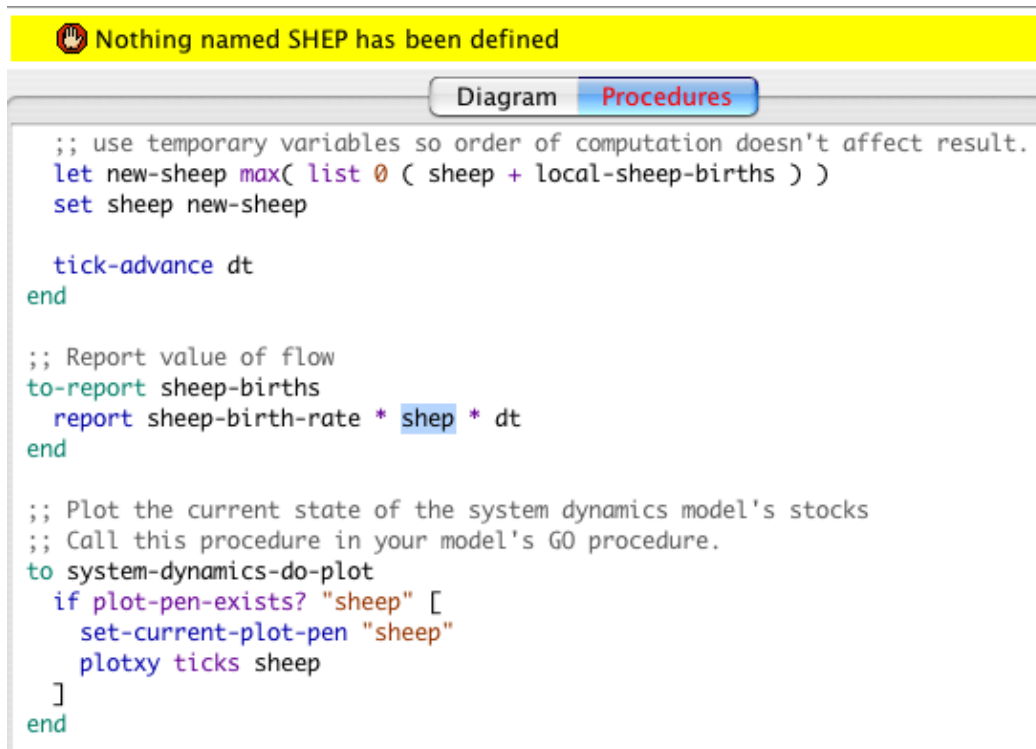 Nothing named SHEP has been defined
Diagram Procedures
;; use temporary variables so order of computation doesn't affect result.
let new-sheep max( list 0 ( sheep + local-sheep-births ) )
set sheep new-sheep
tick-advance dt
end
;; Report value of flow
to-report sheep-births
report sheep-birth-rate * shep * dt
end
;; Plot the current state of the system dynamics model's stocks
;; Call this procedure in your model's GO procedure.
to system-dynamics-do-plot
if plot-pen-exists? "sheep" [
set-current-plot-pen "sheep"
plotxy ticks sheep
]
end